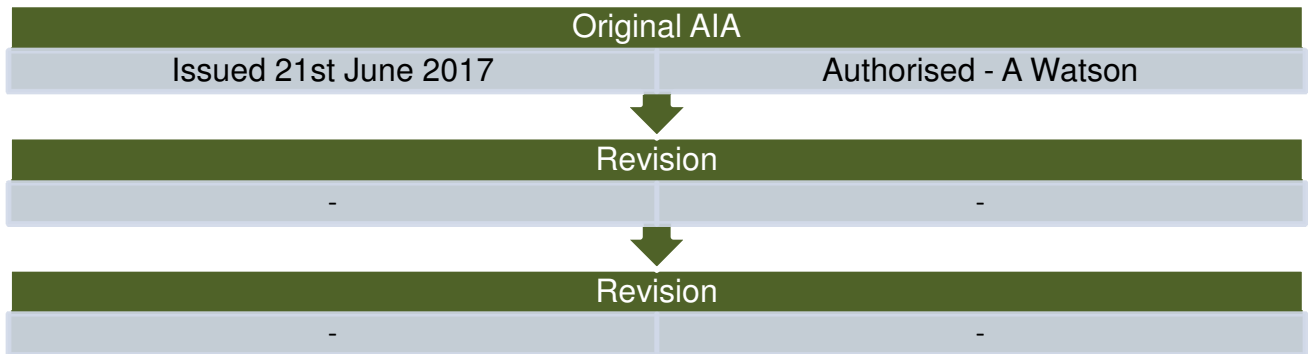 Original AIA
Issued 21st June 2017 Authorised - A Watson
Revision
- -
Revision
- -